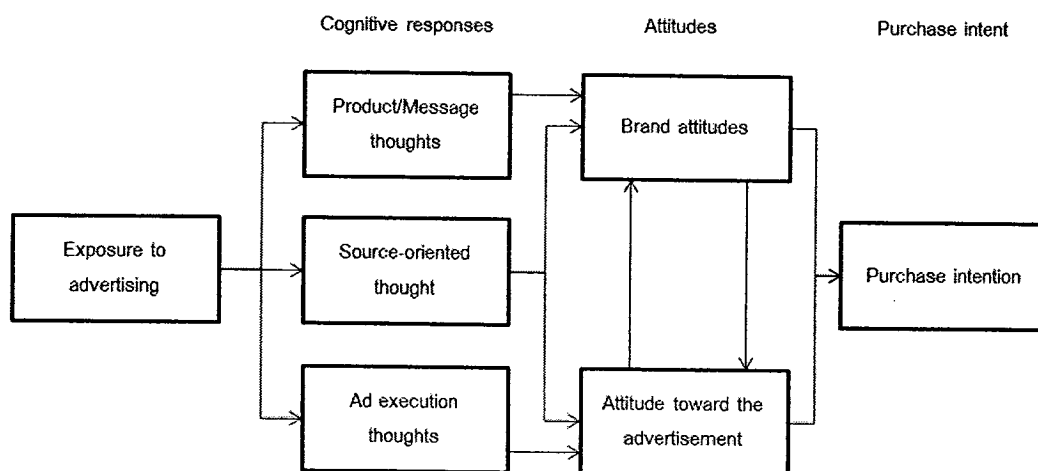 Cognitive responses
Attitudes
Purchase intent
Product/Message
thoughts
Brand attitudes
Exposure to
advertising
Source-oriented
thought
Purchase intention
Ad execution
thoughts
Attitude toward the
advertisement